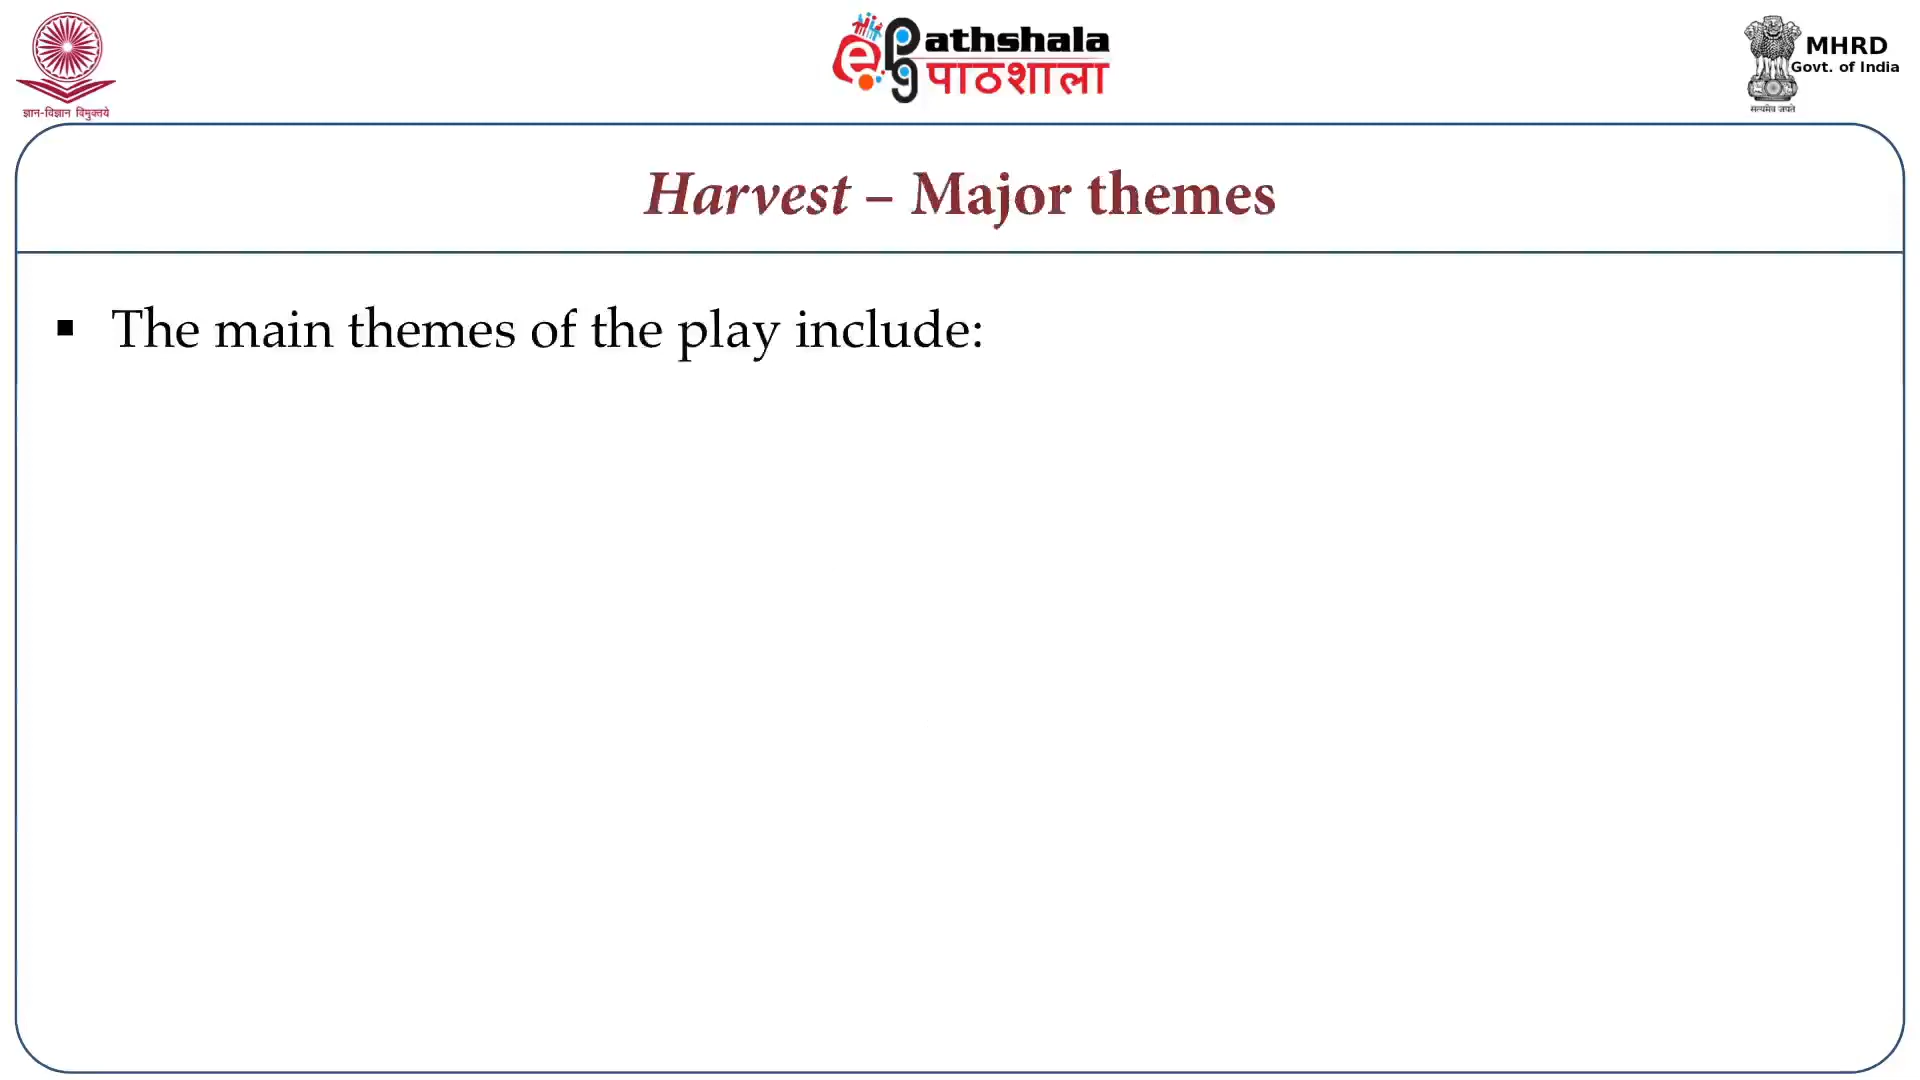 ज्ञान-विज्ञान विमुक्तये
ePathshala
पाठशाला
MHRD
Govt. of India
सत्यमेव जयते
Harvest – Major themes
▪ The main themes of the play include: